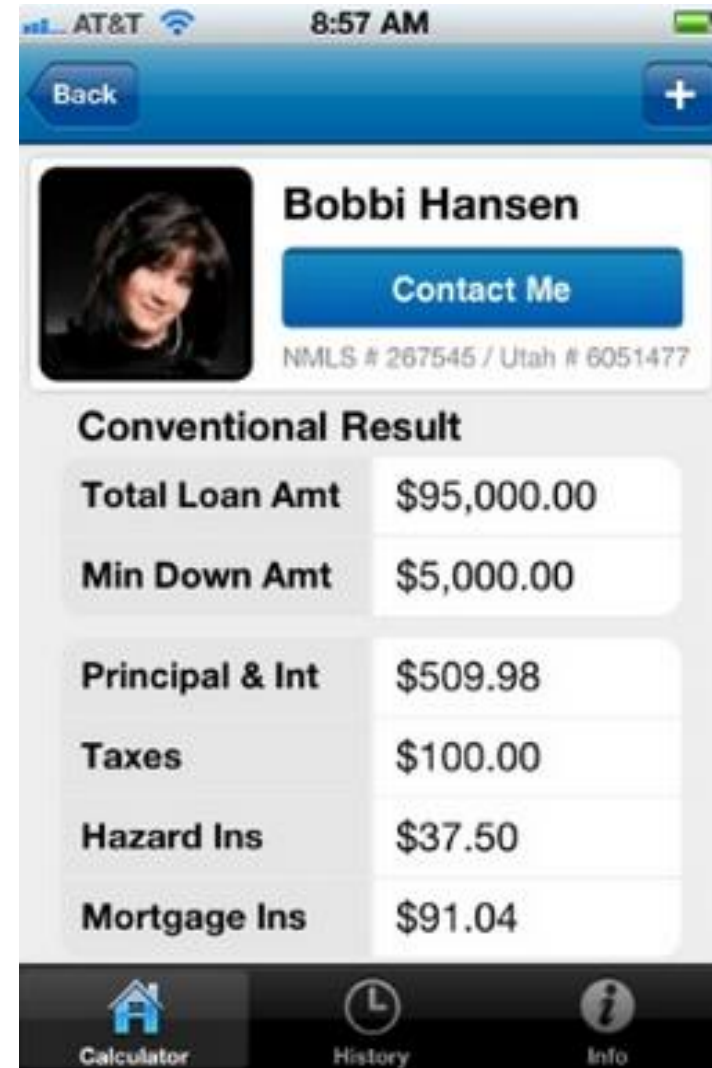 AT&T 8:57 AM
Back +
Bobbi Hansen
Contact Me
NMLS # 267545 / Utah # 6051477
Conventional Result
Total Loan Amt $95,000.00
Min Down Amt $5,000.00
Principal & Int $509.98
Taxes $100.00
Hazard Ins $37.50
Mortgage Ins $91.04
Calculator History Info